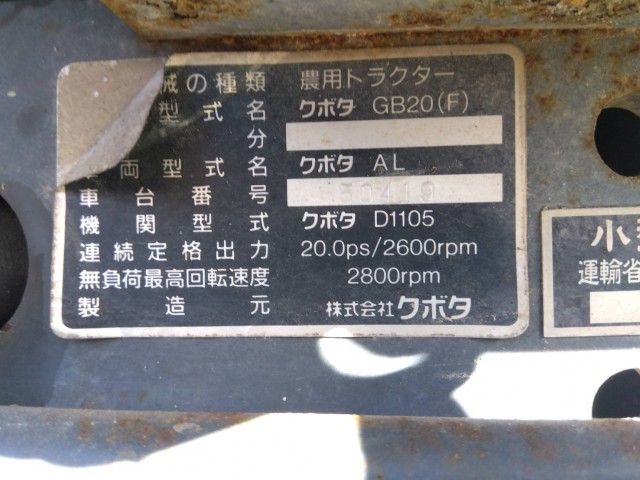 械の種類 農用トラクター
型式名 クボタ GB20(F)
分
両型式名 クボタ AL
車台番号 50419
機関型式 クボタ D1105
連続定格出力 20.0ps/2600rpm
無負荷最高回転速度 2800rpm
製造元 株式会社クボタ
小
運輸省